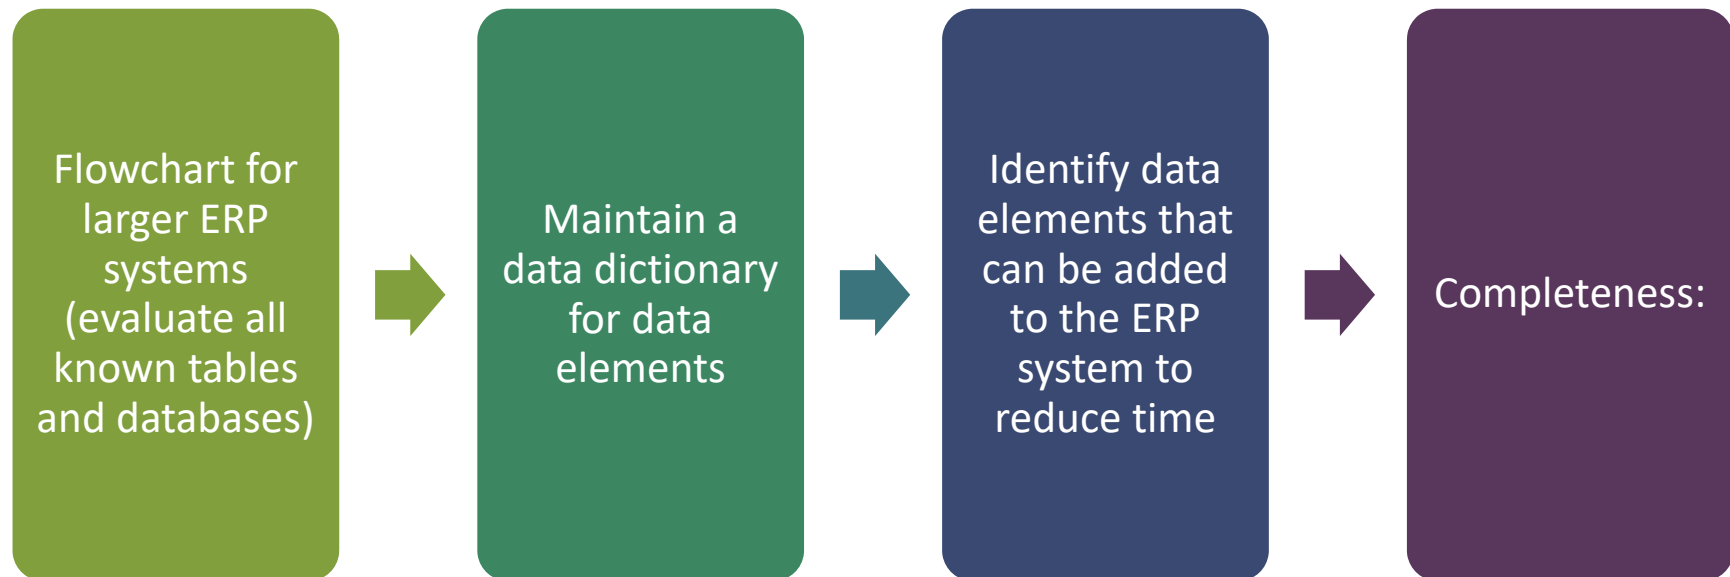 Flowchart for
larger ERP
systems
(evaluate all
known tables
and databases)
Maintain a
data dictionary
for data
elements
Identify data
elements that
can be added
to the ERP
system to
reduce time
Completeness: